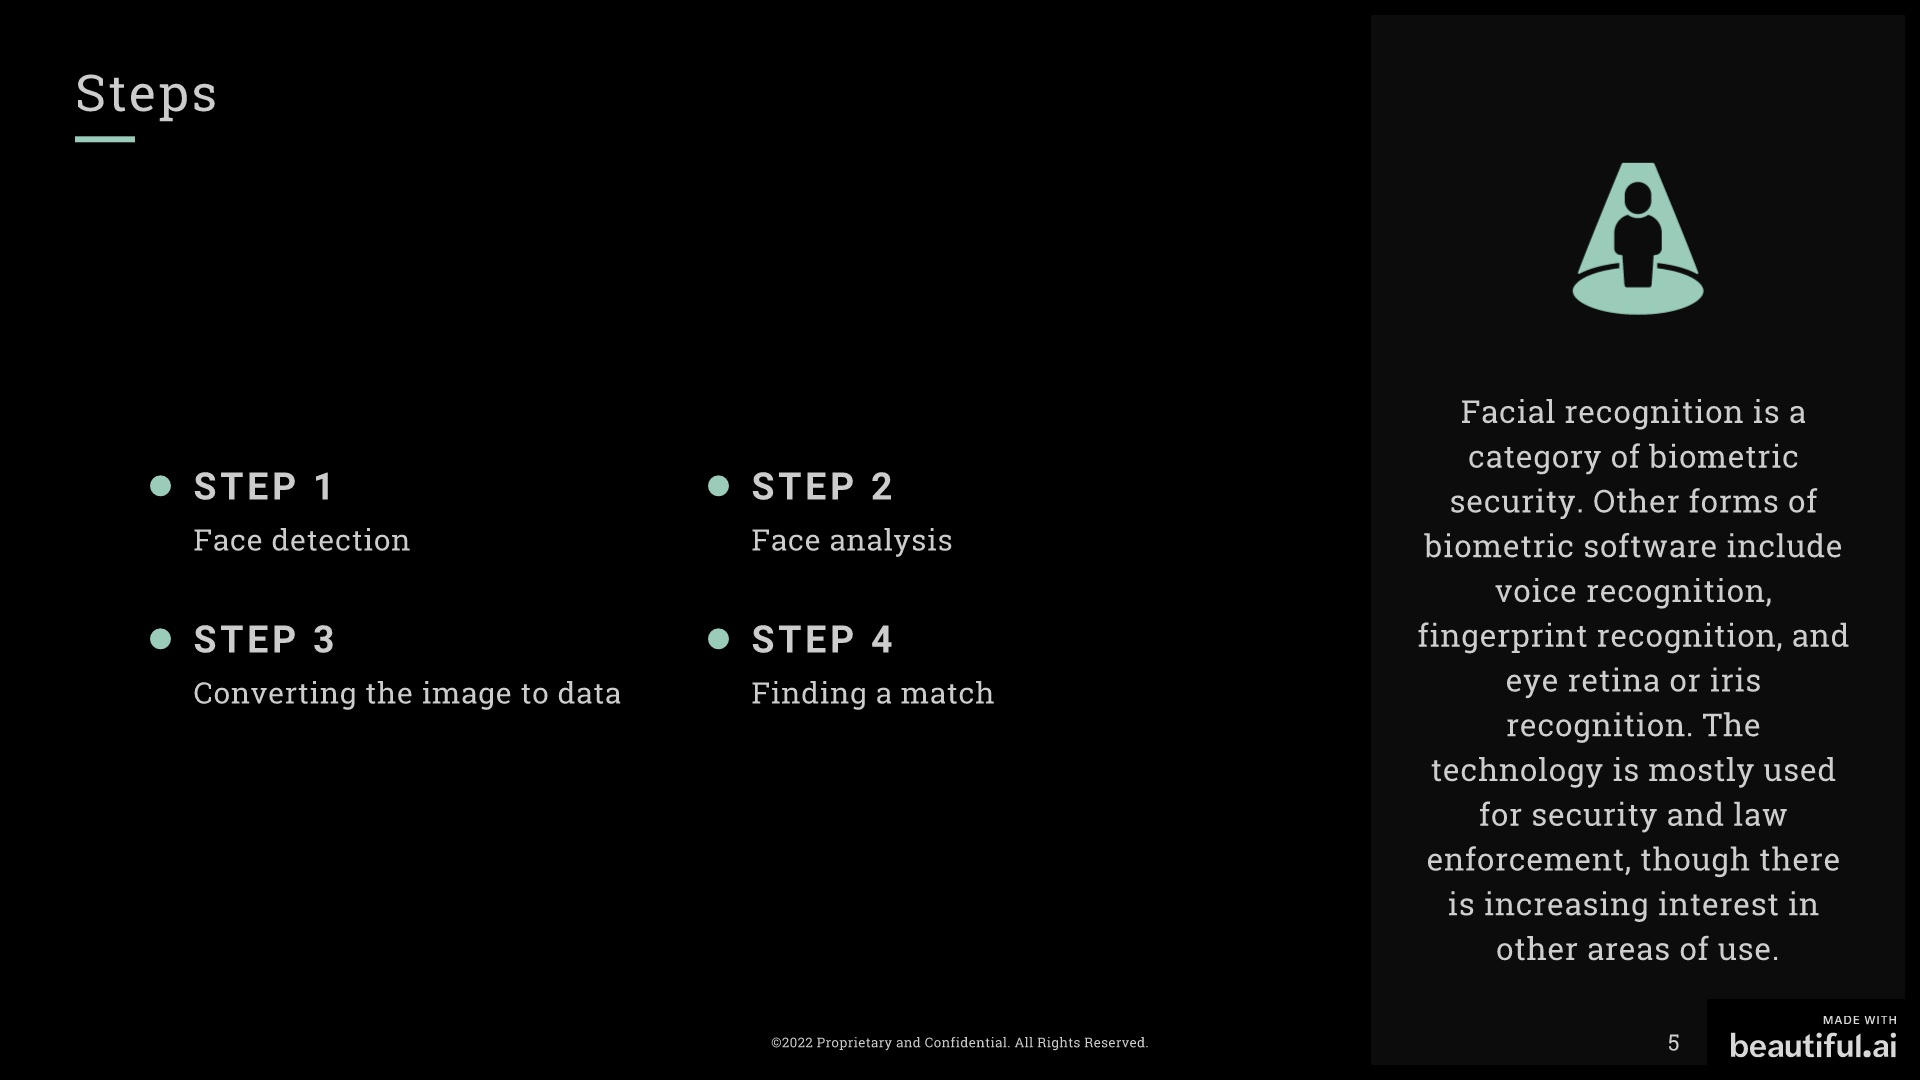 Steps
STEP 1
Face detection
STEP 2
Face analysis
STEP 3
Converting the image to data
STEP 4
Finding a match
Facial recognition is a
category of biometric
security. Other forms of
biometric software include
voice recognition,
fingerprint recognition, and
eye retina or iris
recognition. The
technology is mostly used
for security and law
enforcement, though there
is increasing interest in
other areas of use.
©2022 Proprietary and Confidential. All Rights Reserved.
5
MADE WITH
beautiful.ai